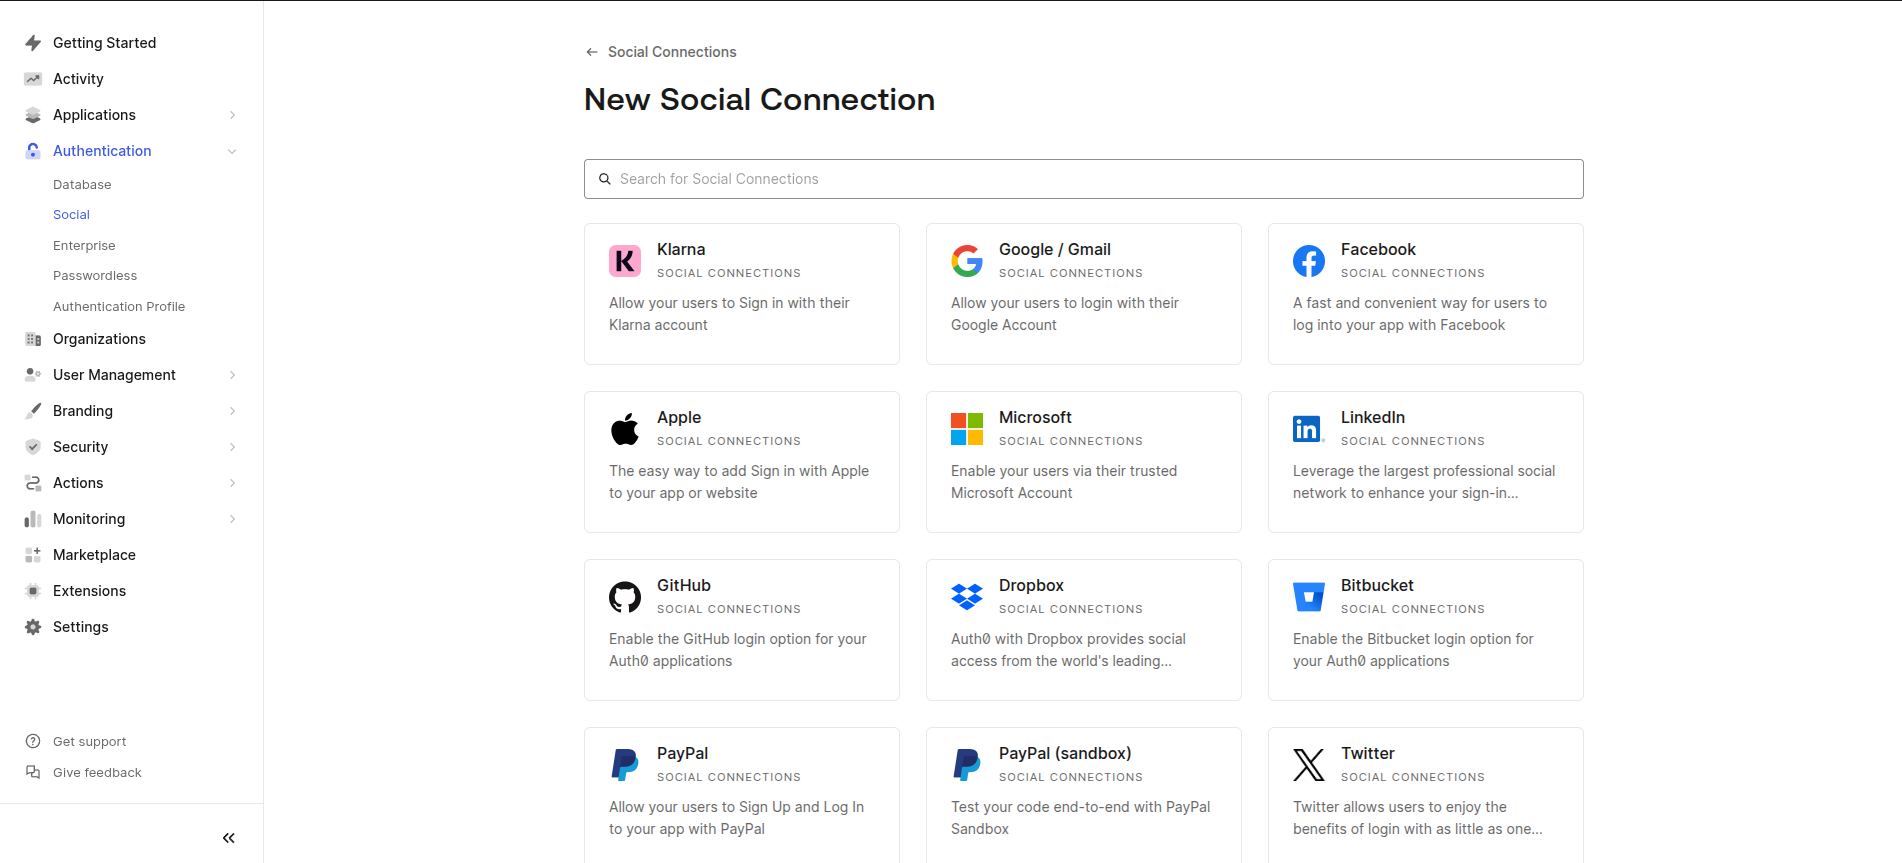 Getting Started
Activity
Applications
Authentication
Database
Social
Enterprise
Passwordless
Authentication Profile
Organizations
User Management
Branding
Security
Actions
Monitoring
Marketplace
Extensions
Settings
Get support
Give feedback
Social Connections
New Social Connection
Search for Social Connections
Klarna
SOCIAL CONNECTIONS
Allow your users to Sign in with their
Klarna account
Google / Gmail
SOCIAL CONNECTIONS
Allow your users to login with their
Google Account
Facebook
SOCIAL CONNECTIONS
A fast and convenient way for users to
log into your app with Facebook
Apple
SOCIAL CONNECTIONS
The easy way to add Sign in with Apple
to your app or website
Microsoft
SOCIAL CONNECTIONS
Enable your users via their trusted
Microsoft Account
LinkedIn
SOCIAL CONNECTIONS
Leverage the largest professional social
network to enhance your sign-in...
GitHub
SOCIAL CONNECTIONS
Enable the GitHub login option for your
Auth0 applications
Dropbox
SOCIAL CONNECTIONS
Auth0 with Dropbox provides social
access from the world's leading...
Bitbucket
SOCIAL CONNECTIONS
Enable the Bitbucket login option for
your Auth0 applications
PayPal
SOCIAL CONNECTIONS
Allow your users to Sign Up and Log In
to your app with PayPal
PayPal (sandbox)
SOCIAL CONNECTIONS
Test your code end-to-end with PayPal
Sandbox
Twitter
SOCIAL CONNECTIONS
Twitter allows users to enjoy the
benefits of login with as little as one...